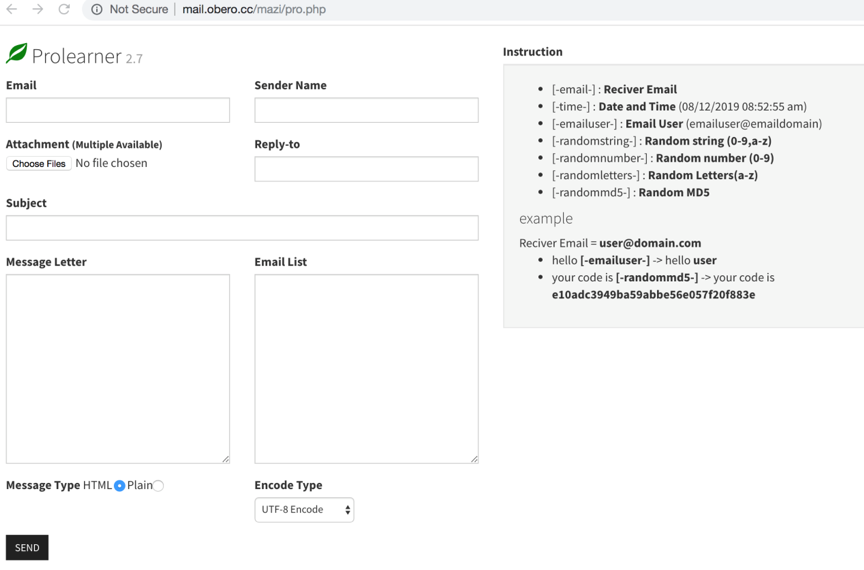 Not Secure | mail.obero.cc/mazi/pro.php
Prolearner 2.7
Email
Sender Name
Attachment (Multiple Available)
Choose Files No file chosen
Reply-to
Subject
Message Letter
Email List
Message Type HTML Plain
Encode Type
UTF-8 Encode
SEND
Instruction
[-email-] : Reciver Email
[-time-] : Date and Time (08/12/2019 08:52:55 am)
[-emailuser-] : Email User (emailuser@emaildomain)
[-randomstring-] : Random string (0-9,a-z)
[-randomnumber-] : Random number (0-9)
[-randomletters-] : Random Letters(a-z)
[-randommd5-] : Random MD5
example
Reciver Email = user@domain.com
hello [-emailuser-] -> hello user
your code is [-randommd5-] -> your code is
e10adc3949ba59abbe56e057f20f883e